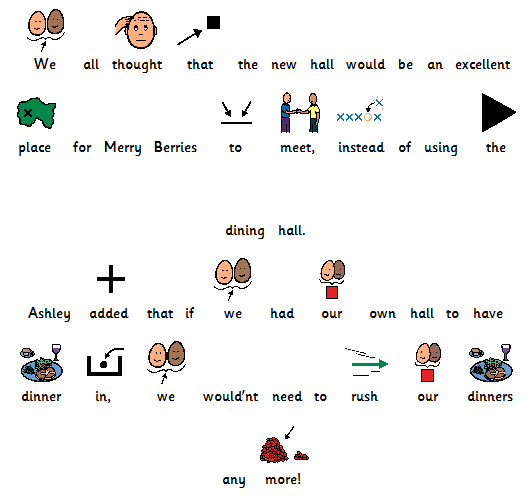 We all thought that the new hall would be an excellent
place for Merry Berries to meet, instead of using the
dining hall.
Ashley added that if we had our own hall to have
dinner in, we would'nt need to rush our dinners
any more!